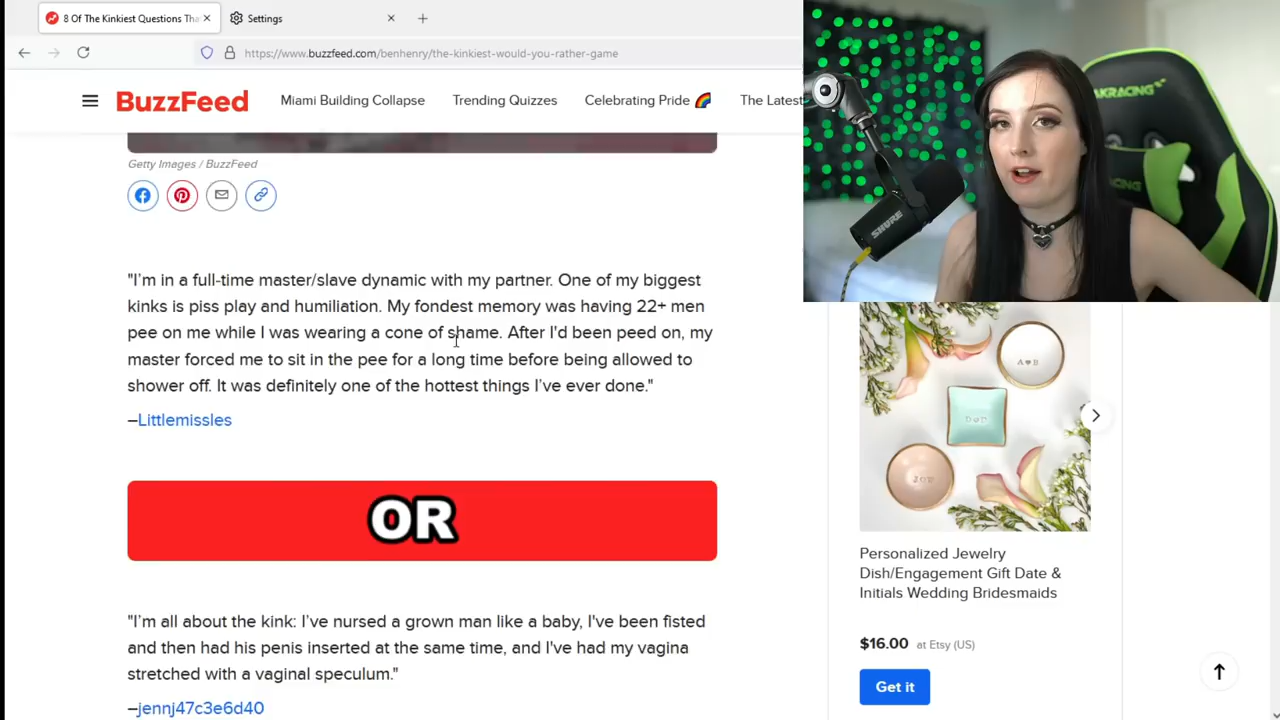 8 Of The Kinkiest Questions Tha
Settings
https://www.buzzfeed.com/benhenry/the-kinkiest-would-you-rather-game
BuzzFeed
Miami Building Collapse
Trending Quizzes
Celebrating Pride 🌈
The Latest
Getty Images / BuzzFeed
"I'm in a full-time master/slave dynamic with my partner. One of my biggest
kinks is piss play and humiliation. My fondest memory was having 22+ men
pee on me while I was wearing a cone of shame. After I'd been peed on, my
master forced me to sit in the pee for a long time before being allowed to
shower off. It was definitely one of the hottest things I've ever done."
–Littlemissles
OR
"I'm all about the kink: I've nursed a grown man like a baby, I've been fisted
and then had his penis inserted at the same time, and I've had my vagina
stretched with a vaginal speculum."
–jennj47c3e6d40
AKRACING
RACING
SHURE
A♥B
Personalized Jewelry
Dish/Engagement Gift Date &
Initials Wedding Bridesmaids
$16.00 at Etsy (US)
Get it